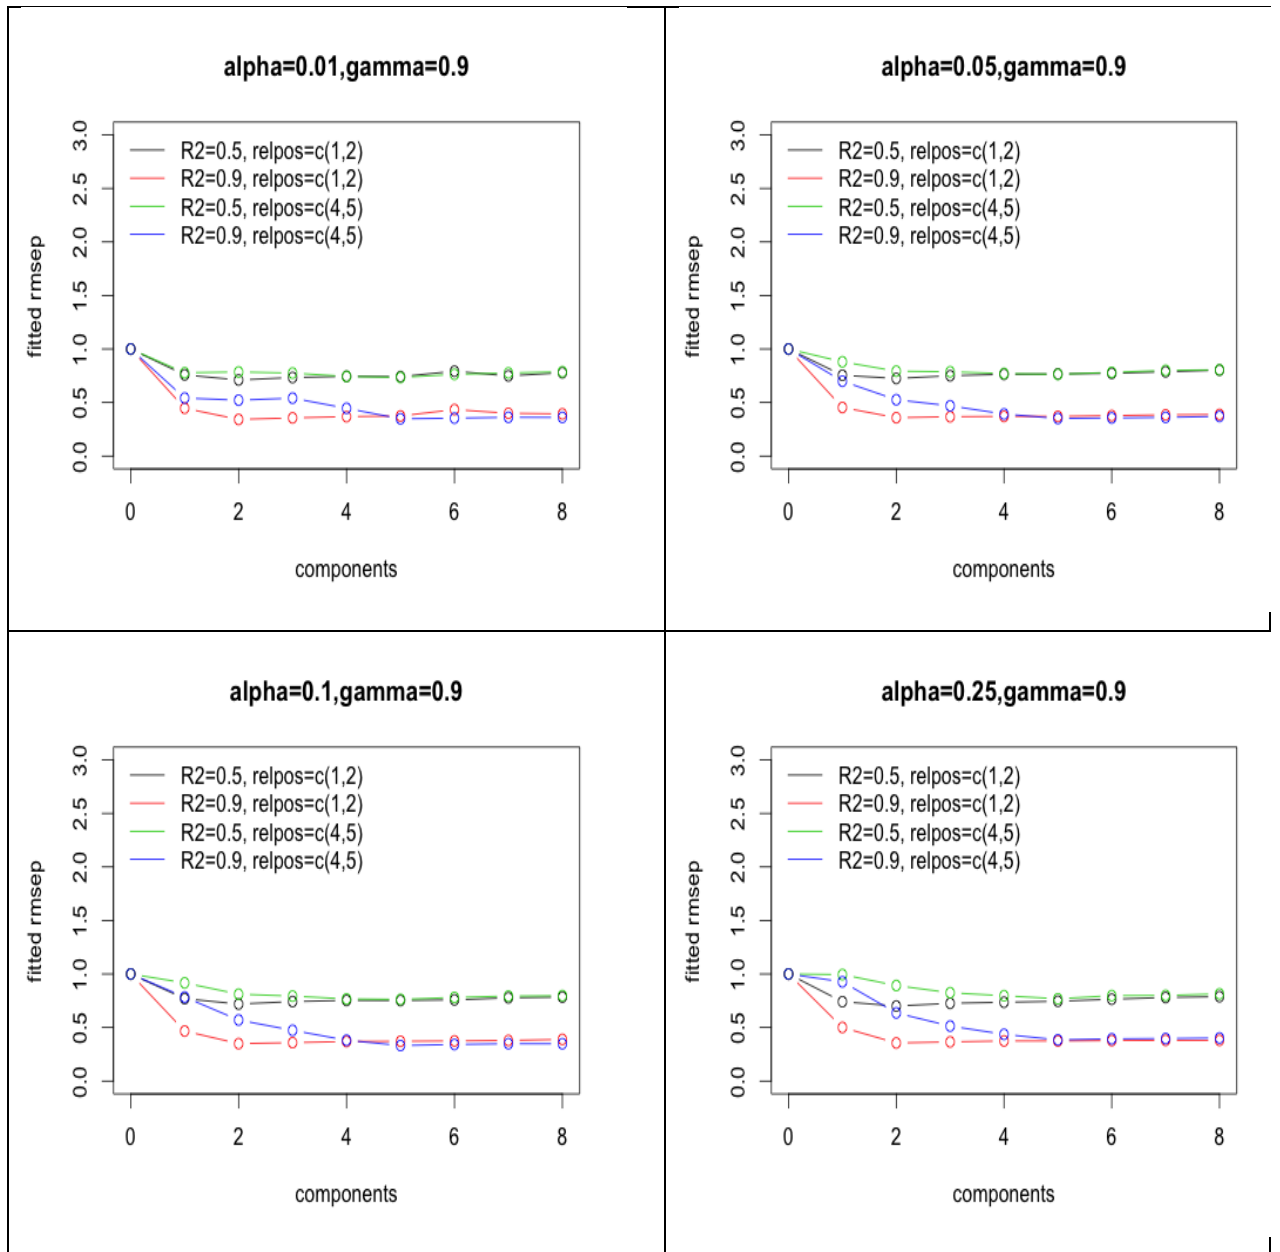 alpha=0.01,gamma=0.9
fitted rmsep
3.0
2.5
2.0
1.5
1.0
0.5
0.0
R2=0.5, relpos=c(1,2)
R2=0.9, relpos=c(1,2)
R2=0.5, relpos=c(4,5)
R2=0.9, relpos=c(4,5)
0 2 4 6 8
components
alpha=0.05,gamma=0.9
fitted rmsep
3.0
2.5
2.0
1.5
1.0
0.5
0.0
R2=0.5, relpos=c(1,2)
R2=0.9, relpos=c(1,2)
R2=0.5, relpos=c(4,5)
R2=0.9, relpos=c(4,5)
0 2 4 6 8
components
alpha=0.1,gamma=0.9
fitted rmsep
3.0
2.5
2.0
1.5
1.0
0.5
0.0
R2=0.5, relpos=c(1,2)
R2=0.9, relpos=c(1,2)
R2=0.5, relpos=c(4,5)
R2=0.9, relpos=c(4,5)
0 2 4 6 8
components
alpha=0.25,gamma=0.9
fitted rmsep
3.0
2.5
2.0
1.5
1.0
0.5
0.0
R2=0.5, relpos=c(1,2)
R2=0.9, relpos=c(1,2)
R2=0.5, relpos=c(4,5)
R2=0.9, relpos=c(4,5)
0 2 4 6 8
components